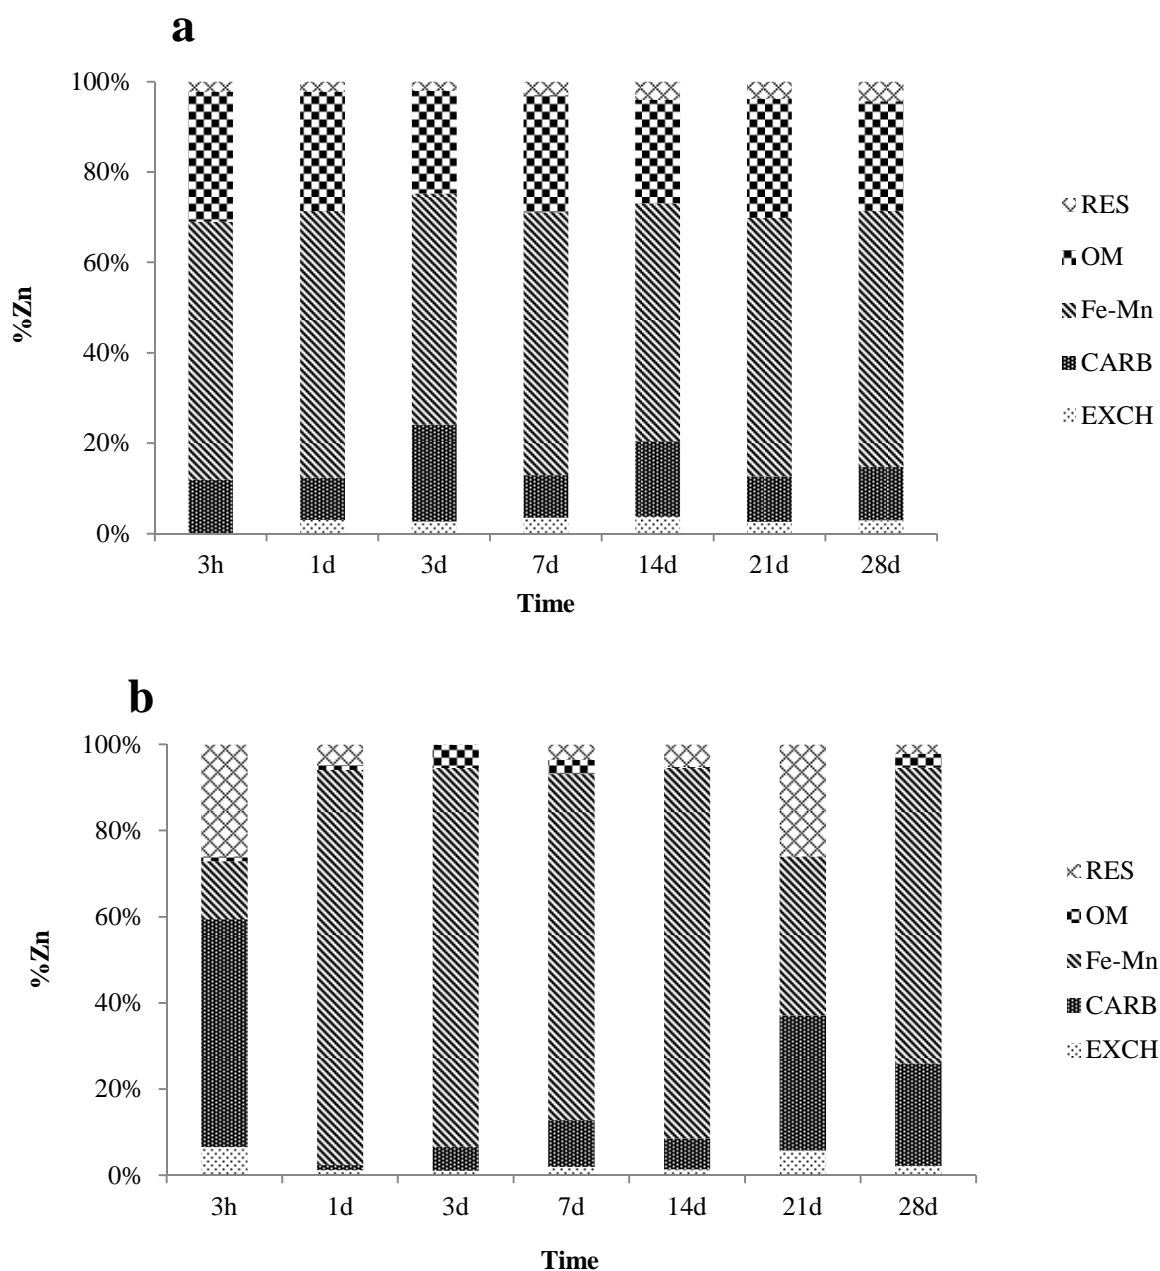 a
100%
80%
60%
40%
20%
0%
%Zn
3h 1d 3d 7d 14d 21d 28d
Time
RES
OM
Fe-Mn
CARB
EXCH
b
100%
80%
60%
40%
20%
0%
%Zn
3h 1d 3d 7d 14d 21d 28d
Time
RES
OM
Fe-Mn
CARB
EXCH